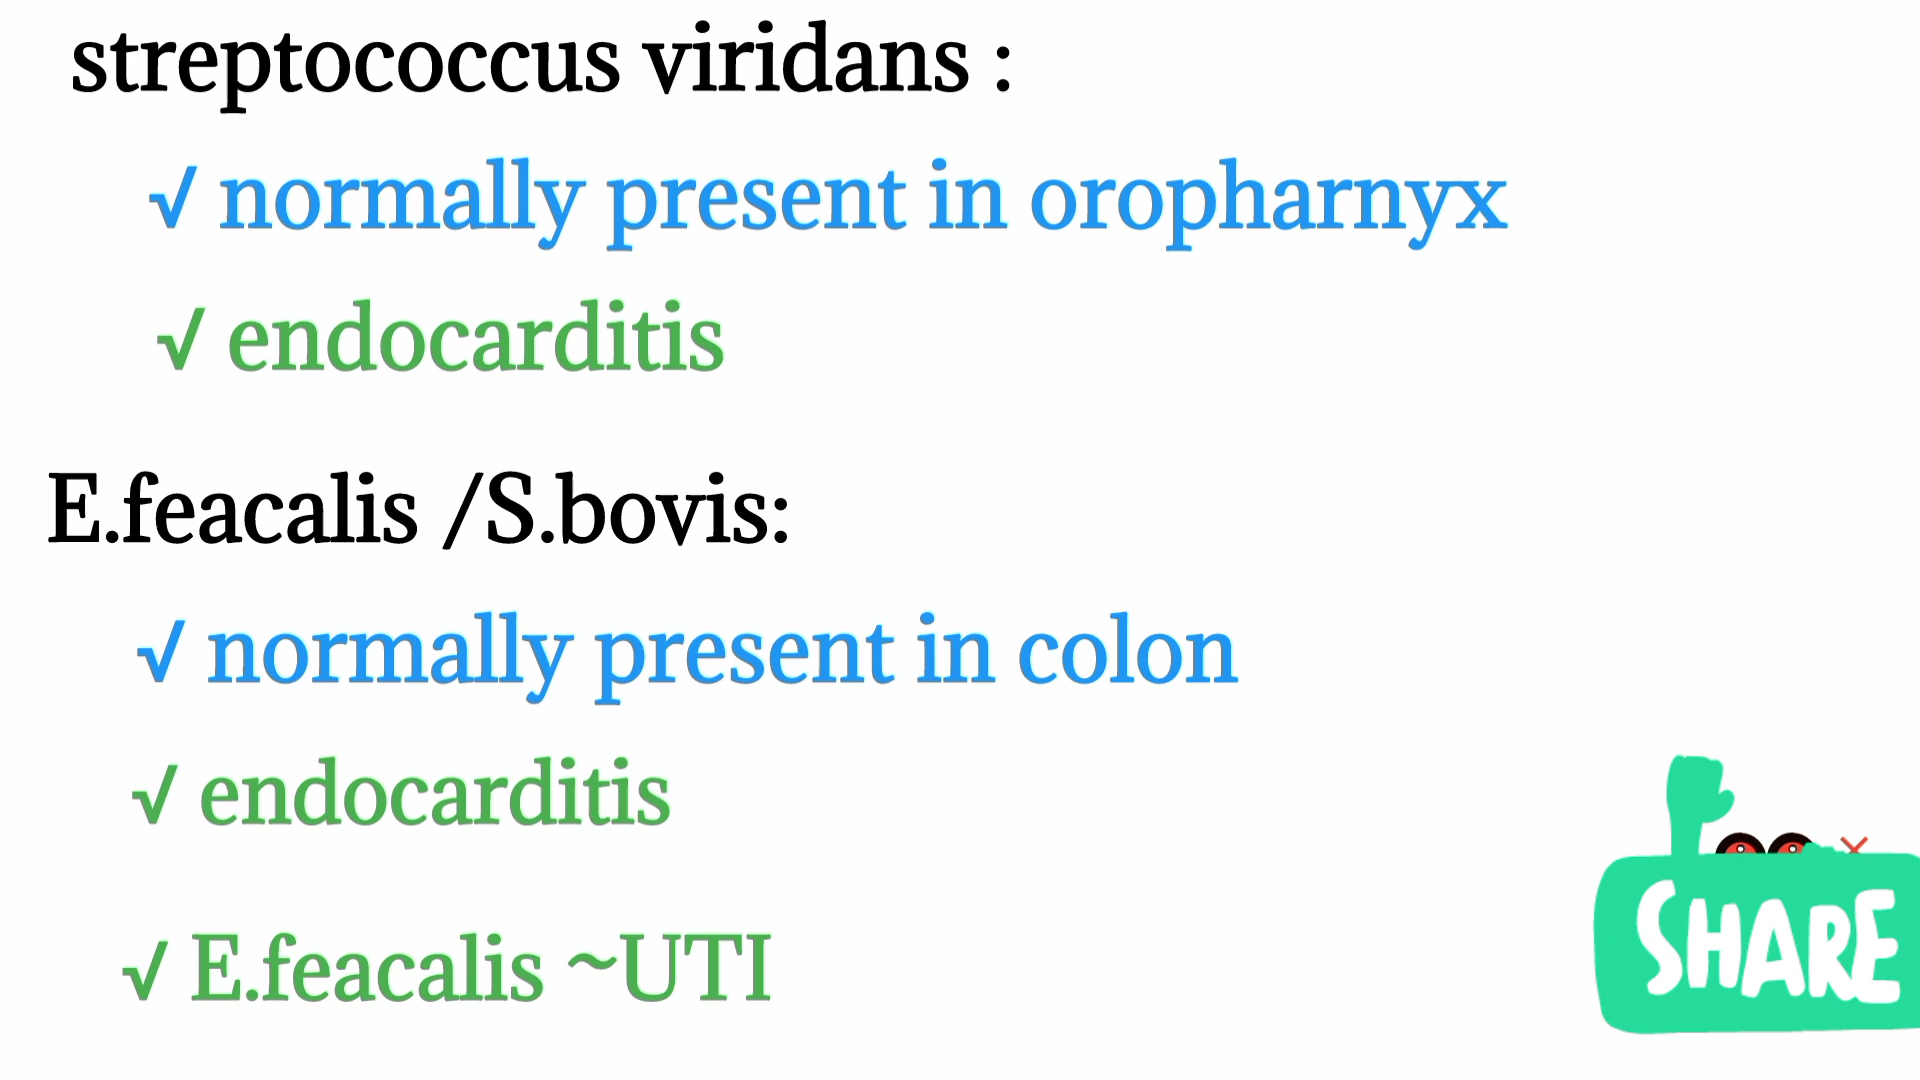 streptococcus viridans :
√ normally present in oropharnyx
√ endocarditis
E.feacalis /S.bovis:
√ normally present in colon
√ endocarditis
√ E.feacalis ~UTI
SHARE